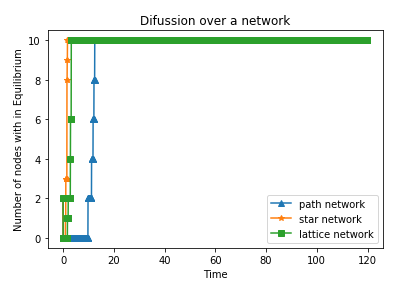 Difussion over a network
Number of nodes with in Equilibrium
10
8
6
4
2
0
0
20
40
60
80
100
120
Time
path network
star network
lattice network